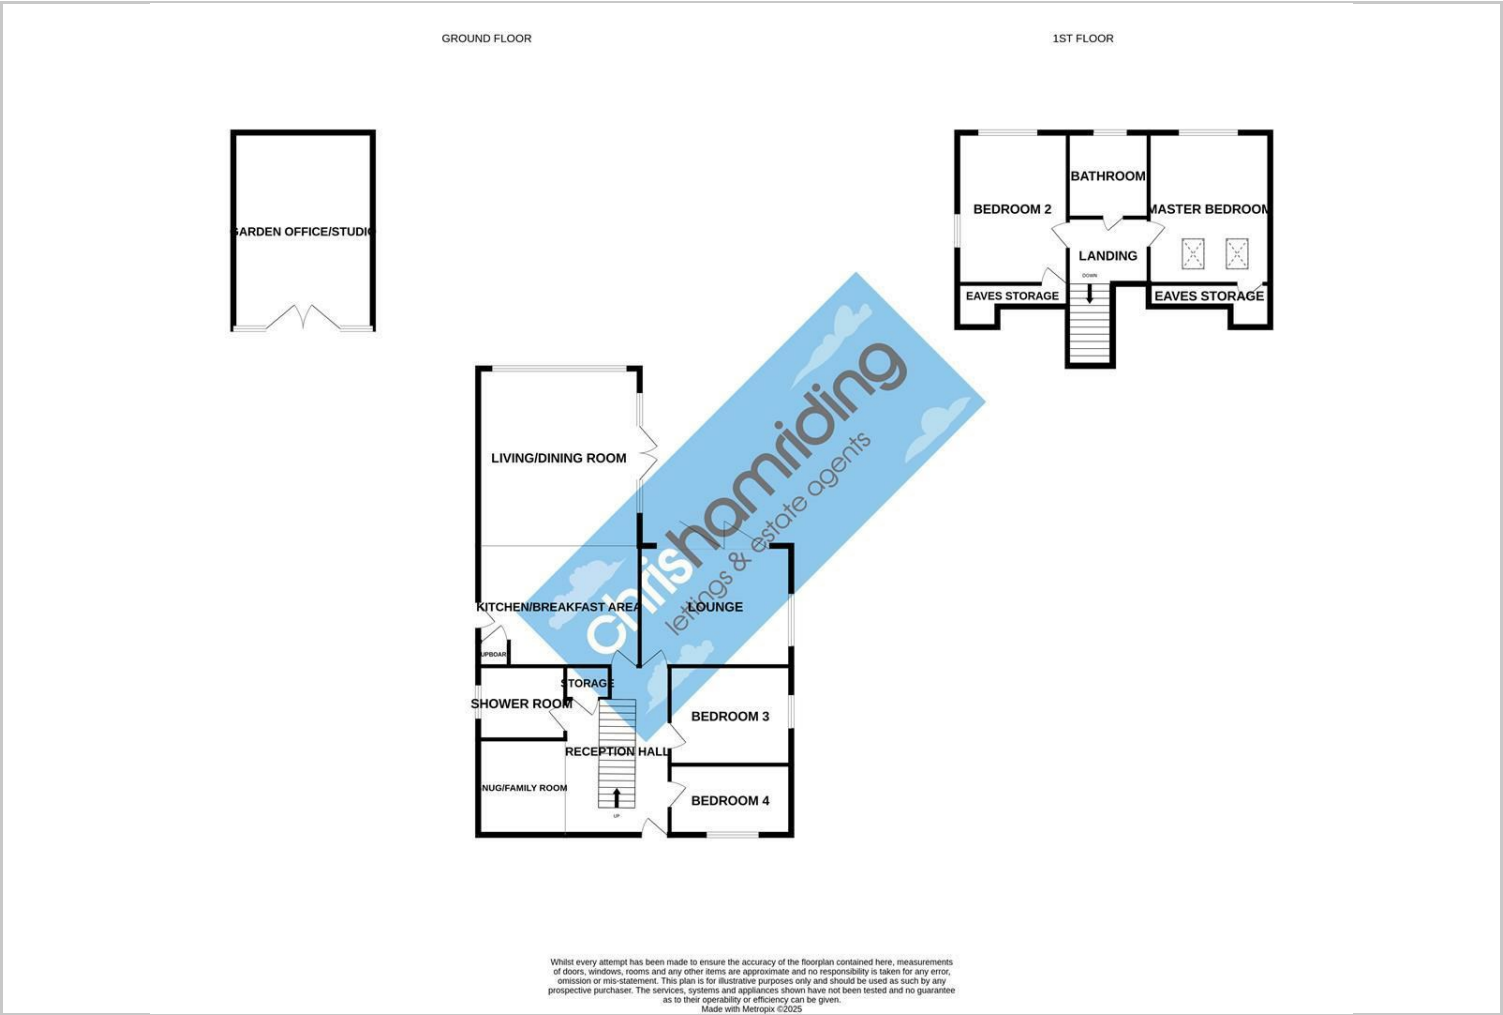 GROUND FLOOR
1ST FLOOR
GARDEN OFFICE/STUDIO
BATHROOM
BEDROOM 2
MASTER BEDROOM
LANDING
DOWN
EAVES STORAGE
EAVES STORAGE
LIVING/DINING ROOM
chrishamriding
lettings & estate agents
KITCHEN/BREAKFAST AREA
LOUNGE
UPBOAR
STORAGE
SHOWER ROOM
BEDROOM 3
RECEPTION HALL
NUG/FAMILY ROOM
BEDROOM 4
UP
Whilst every attempt has been made to ensure the accuracy of the floorplan contained here, measurements
of doors, windows, rooms and any other items are approximate and no responsibility is taken for any error,
omission or mis-statement. This plan is for illustrative purposes only and should be used as such by any
prospective purchaser. The services, systems and appliances shown have not been tested and no guarantee
as to their operability or efficiency can be given.
Made with Metropix ©2025